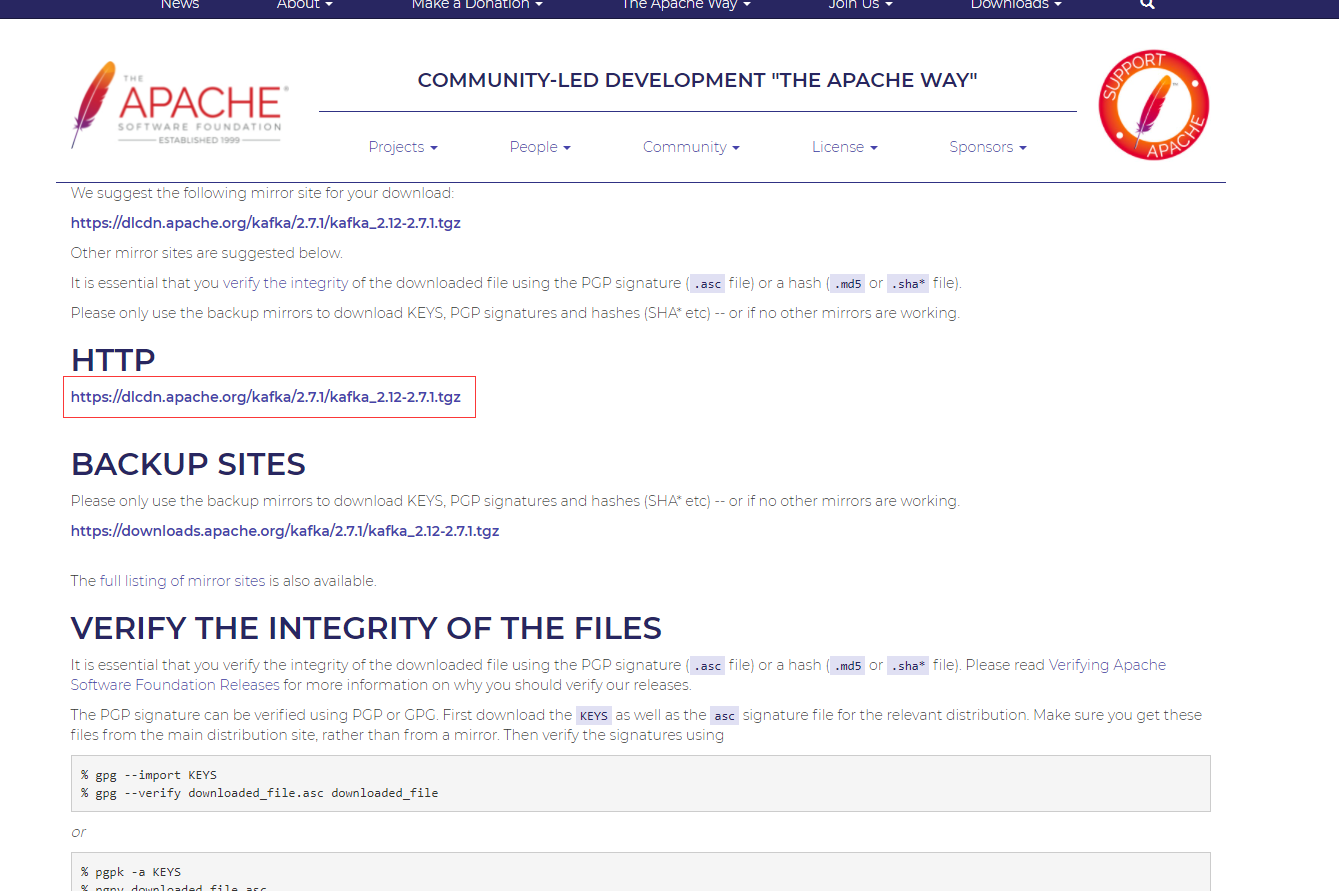 News About Make a Donation The Apache Way Join Us Downloads
THE
APACHE®
SOFTWARE FOUNDATION
ESTABLISHED 1999
COMMUNITY-LED DEVELOPMENT "THE APACHE WAY"
SUPPORT
APACHE
Projects People Community License Sponsors
We suggest the following mirror site for your download:
https://dlcdn.apache.org/kafka/2.7.1/kafka_2.12-2.7.1.tgz
Other mirror sites are suggested below.
It is essential that you verify the integrity of the downloaded file using the PGP signature ( .asc file) or a hash ( .md5 or .sha* file).
Please only use the backup mirrors to download KEYS, PGP signatures and hashes (SHA* etc) -- or if no other mirrors are working.
HTTP
https://dlcdn.apache.org/kafka/2.7.1/kafka_2.12-2.7.1.tgz
BACKUP SITES
Please only use the backup mirrors to download KEYS, PGP signatures and hashes (SHA* etc) -- or if no other mirrors are working.
https://downloads.apache.org/kafka/2.7.1/kafka_2.12-2.7.1.tgz
The full listing of mirror sites is also available.
VERIFY THE INTEGRITY OF THE FILES
It is essential that you verify the integrity of the downloaded file using the PGP signature ( .asc file) or a hash ( .md5 or .sha* file). Please read Verifying Apache
Software Foundation Releases for more information on why you should verify our releases.
The PGP signature can be verified using PGP or GPG. First download the KEYS as well as the asc signature file for the relevant distribution. Make sure you get these
files from the main distribution site, rather than from a mirror. Then verify the signatures using
% gpg --import KEYS
% gpg --verify downloaded_file.asc downloaded_file
or
% pgpk -a KEYS
% pgpv downloaded_file.asc